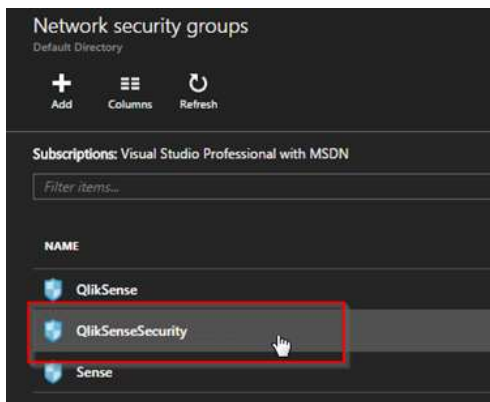 Network security groups
Default Directory
Add Columns Refresh
Subscriptions: Visual Studio Professional with MSDN
Filter items...
NAME
QlikSense
QlikSenseSecurity
Sense